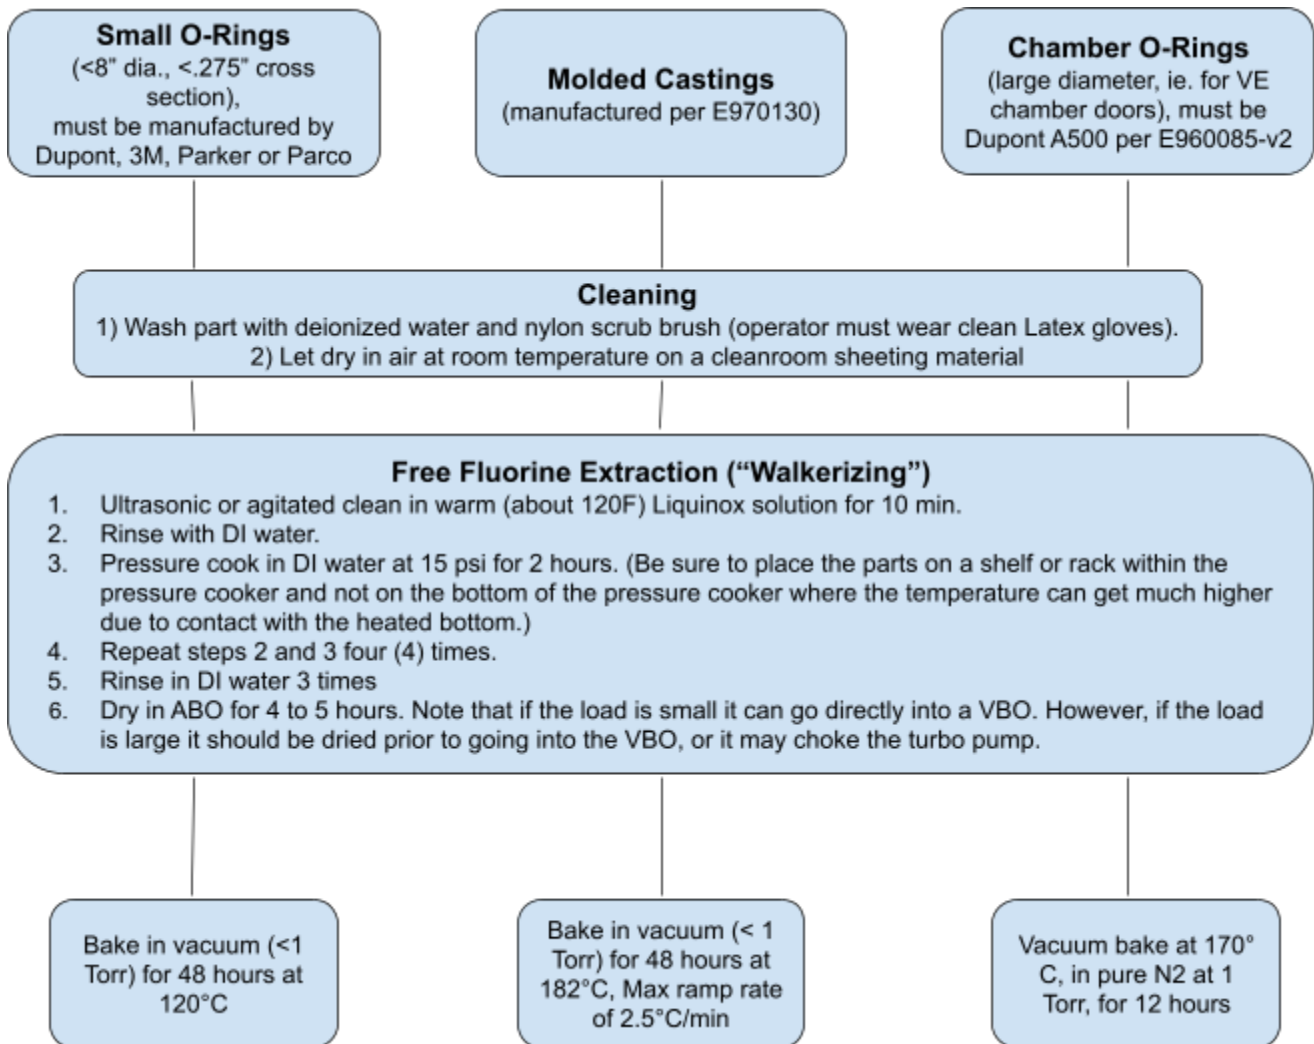 Small O-Rings
(<8" dia., <.275" cross
section),
must be manufactured by
Dupont, 3M, Parker or Parco
Molded Castings
(manufactured per E970130)
Chamber O-Rings
(large diameter, ie. for VE
chamber doors), must be
Dupont A500 per E960085-v2
Cleaning
1) Wash part with deionized water and nylon scrub brush (operator must wear clean Latex gloves).
2) Let dry in air at room temperature on a cleanroom sheeting material
Free Fluorine Extraction (“Walkerizing”)
1. Ultrasonic or agitated clean in warm (about 120F) Liquinox solution for 10 min.
2. Rinse with DI water.
3. Pressure cook in DI water at 15 psi for 2 hours. (Be sure to place the parts on a shelf or rack within the
pressure cooker and not on the bottom of the pressure cooker where the temperature can get much higher
due to contact with the heated bottom.)
4. Repeat steps 2 and 3 four (4) times.
5. Rinse in DI water 3 times
6. Dry in ABO for 4 to 5 hours. Note that if the load is small it can go directly into a VBO. However, if the load
is large it should be dried prior to going into the VBO, or it may choke the turbo pump.
Bake in vacuum (<1
Torr) for 48 hours at
120°C
Bake in vacuum (< 1
Torr) for 48 hours at
182°C, Max ramp rate
of 2.5°C/min
Vacuum bake at 170°
C, in pure N2 at 1
Torr, for 12 hours